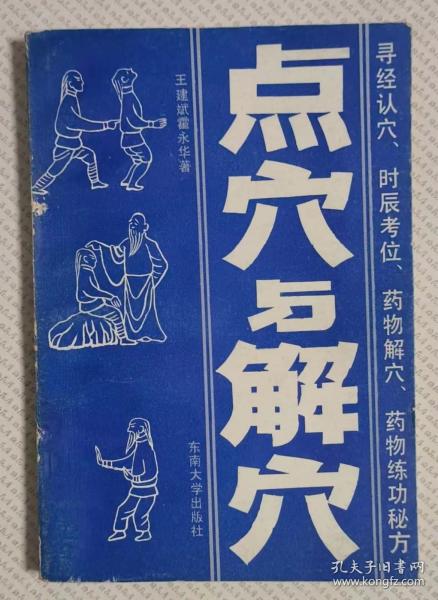 寻经认穴、时辰考位、药物解穴、药物练功秘方
点穴与解穴
王建斌霍永华著
东南大学出版社
孔夫子旧书网
www.kongfz.com